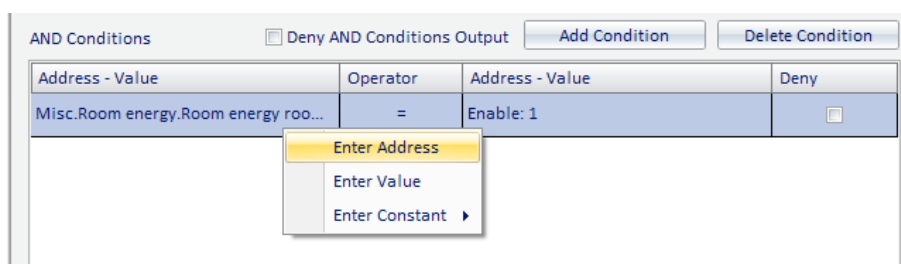 AND Conditions Deny AND Conditions Output Add Condition Delete Condition
Address - Value Operator Address - Value Deny
Misc.Room energy.Room energy roo... = Enable: 1
Enter Address
Enter Value
Enter Constant